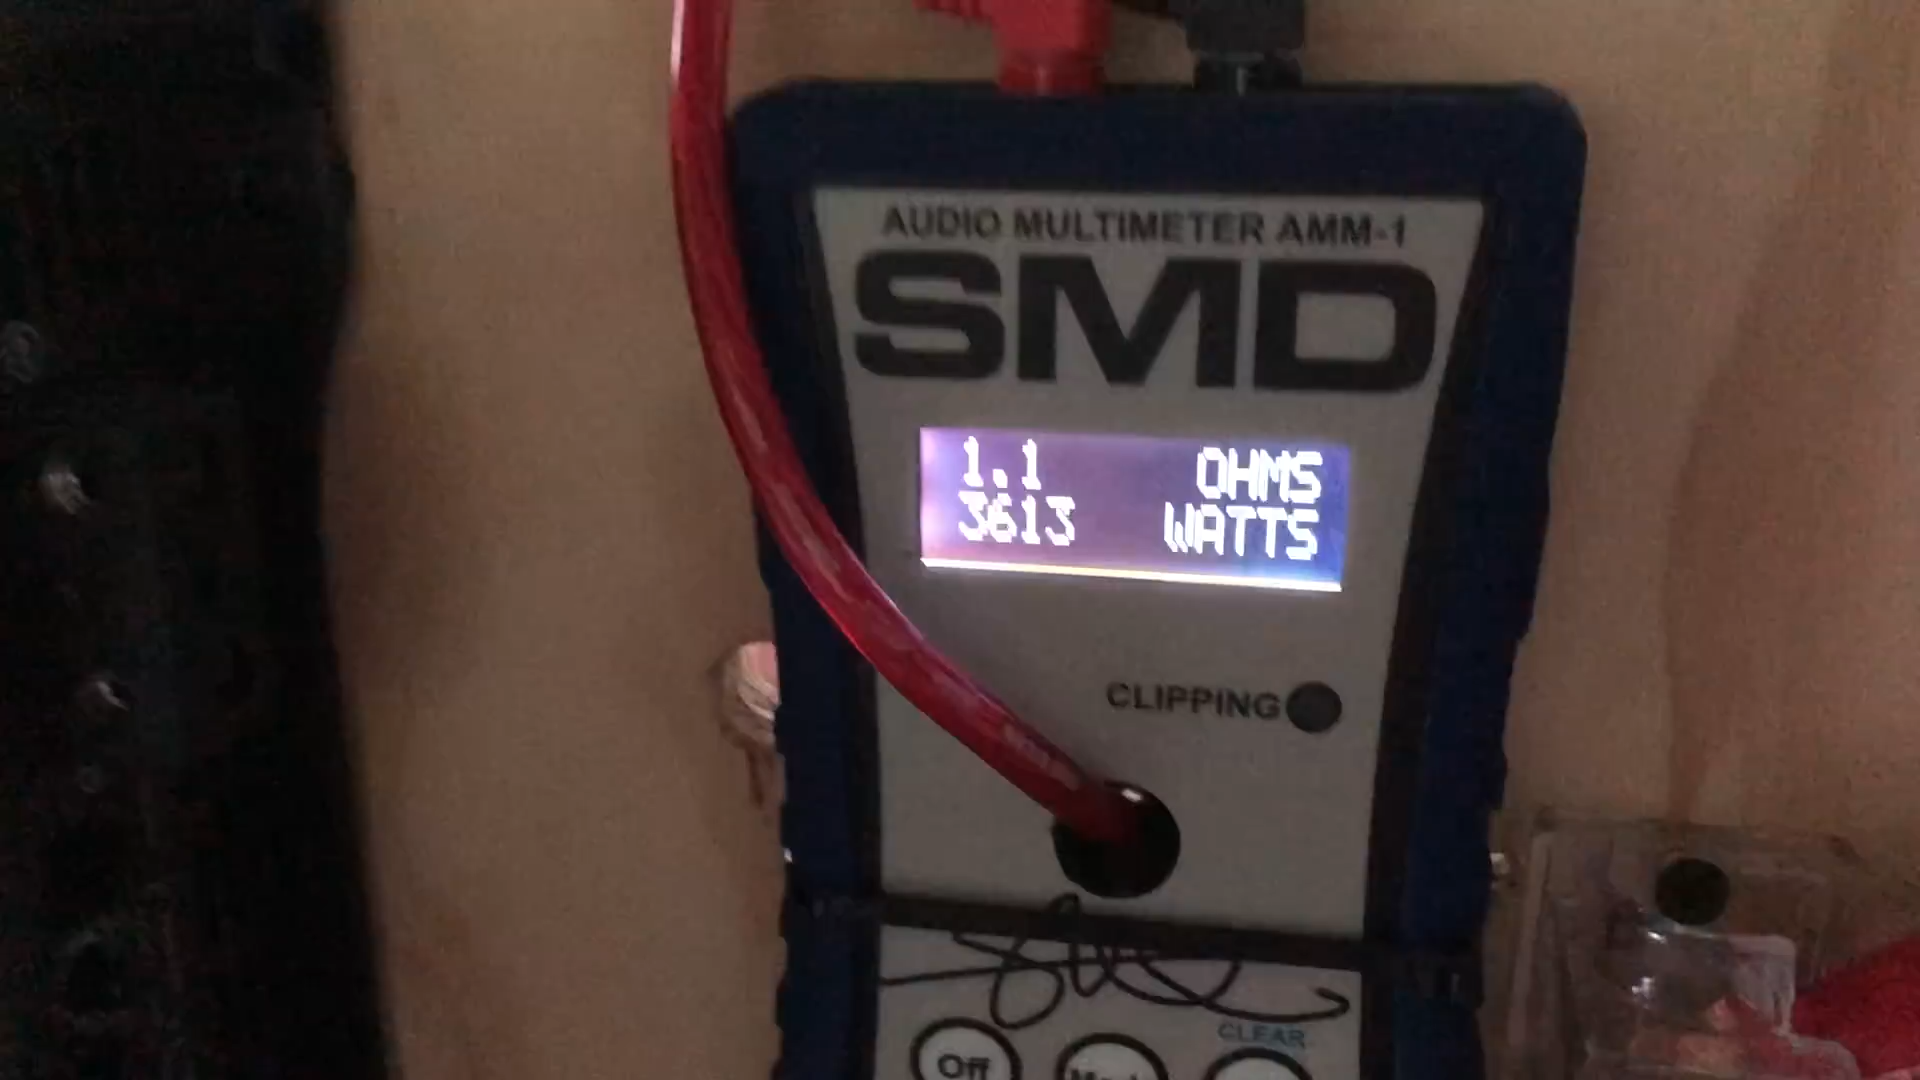 AUDIO MULTIMETER AMM-1
SMD
1.1 OHMS
3613 WATTS
CLIPPING
CLEAR
Off